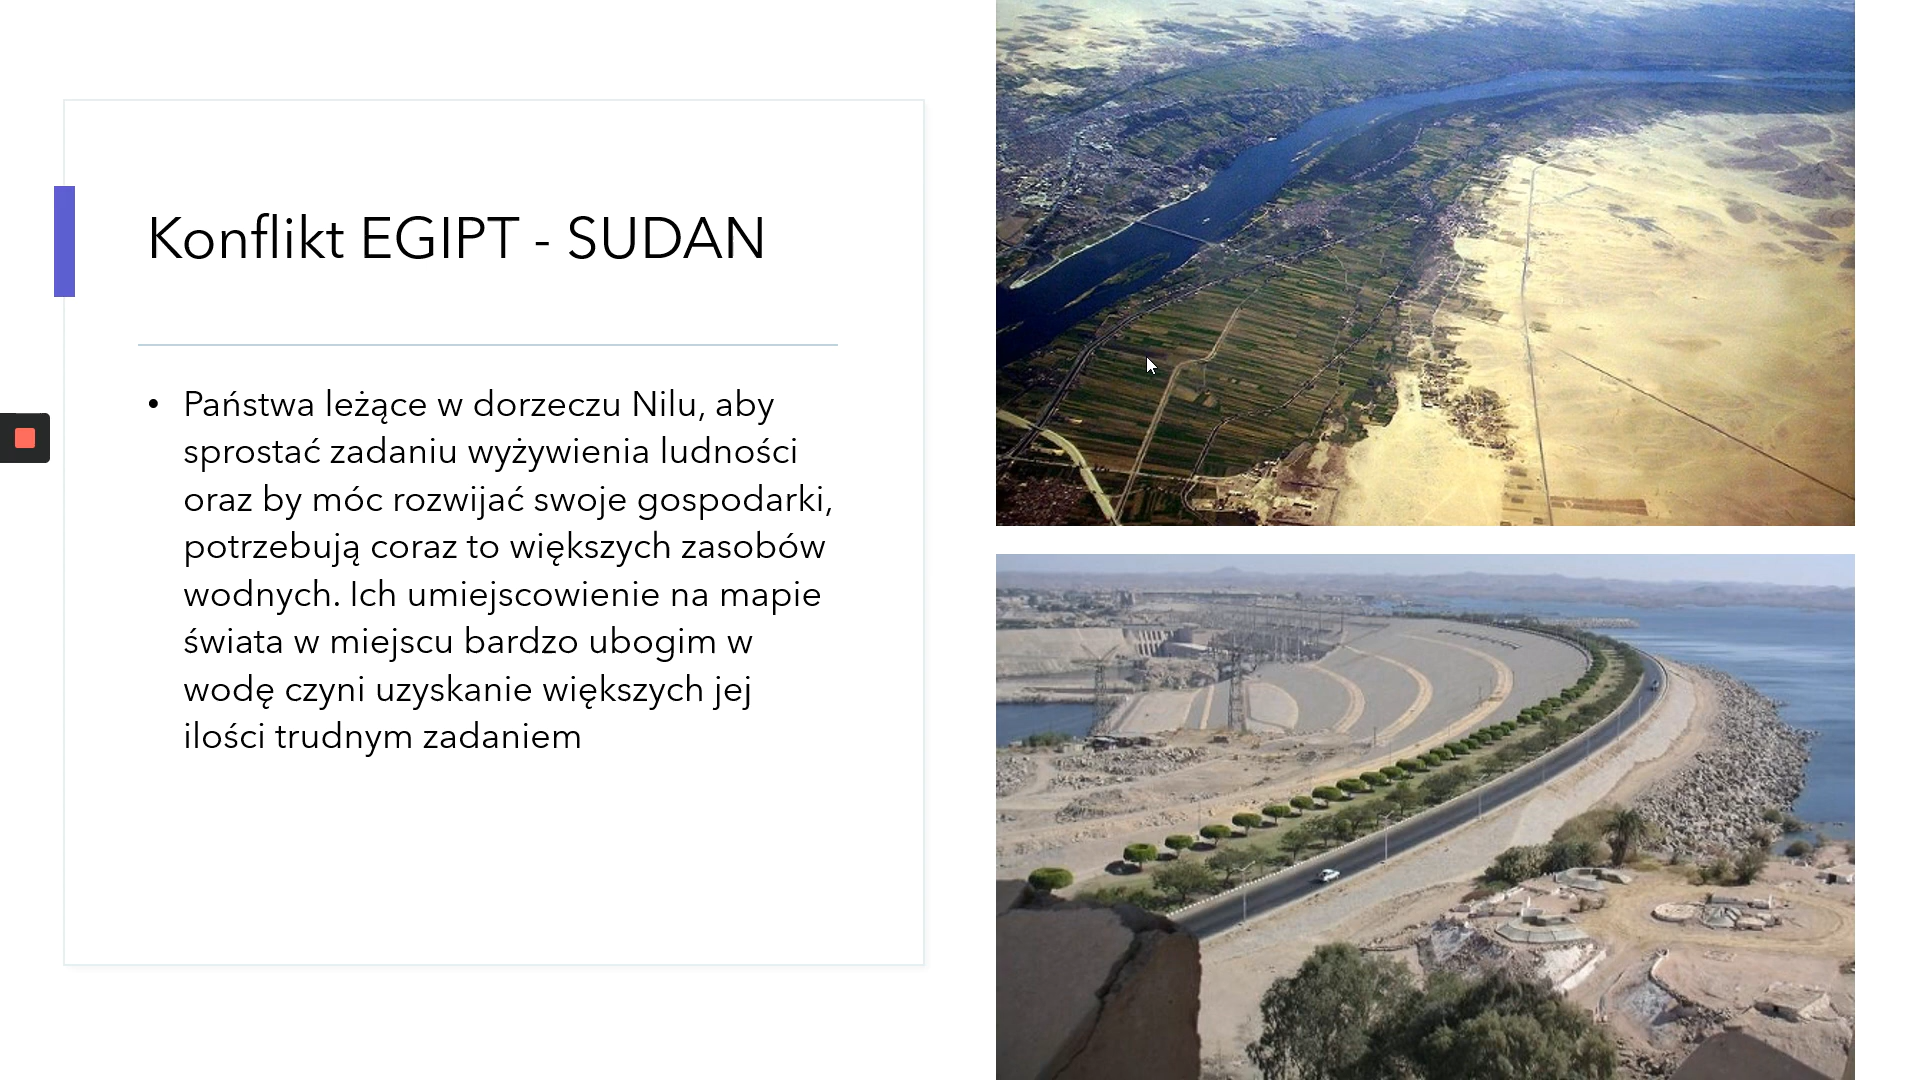 Konflikt EGIPT - SUDAN
• Państwa leżące w dorzeczu Nilu, aby
sprostać zadaniu wyżywienia ludności
oraz by móc rozwijać swoje gospodarki,
potrzebują coraz to większych zasobów
wodnych. Ich umiejscowienie na mapie
świata w miejscu bardzo ubogim w
wodę czyni uzyskanie większych jej
ilości trudnym zadaniem